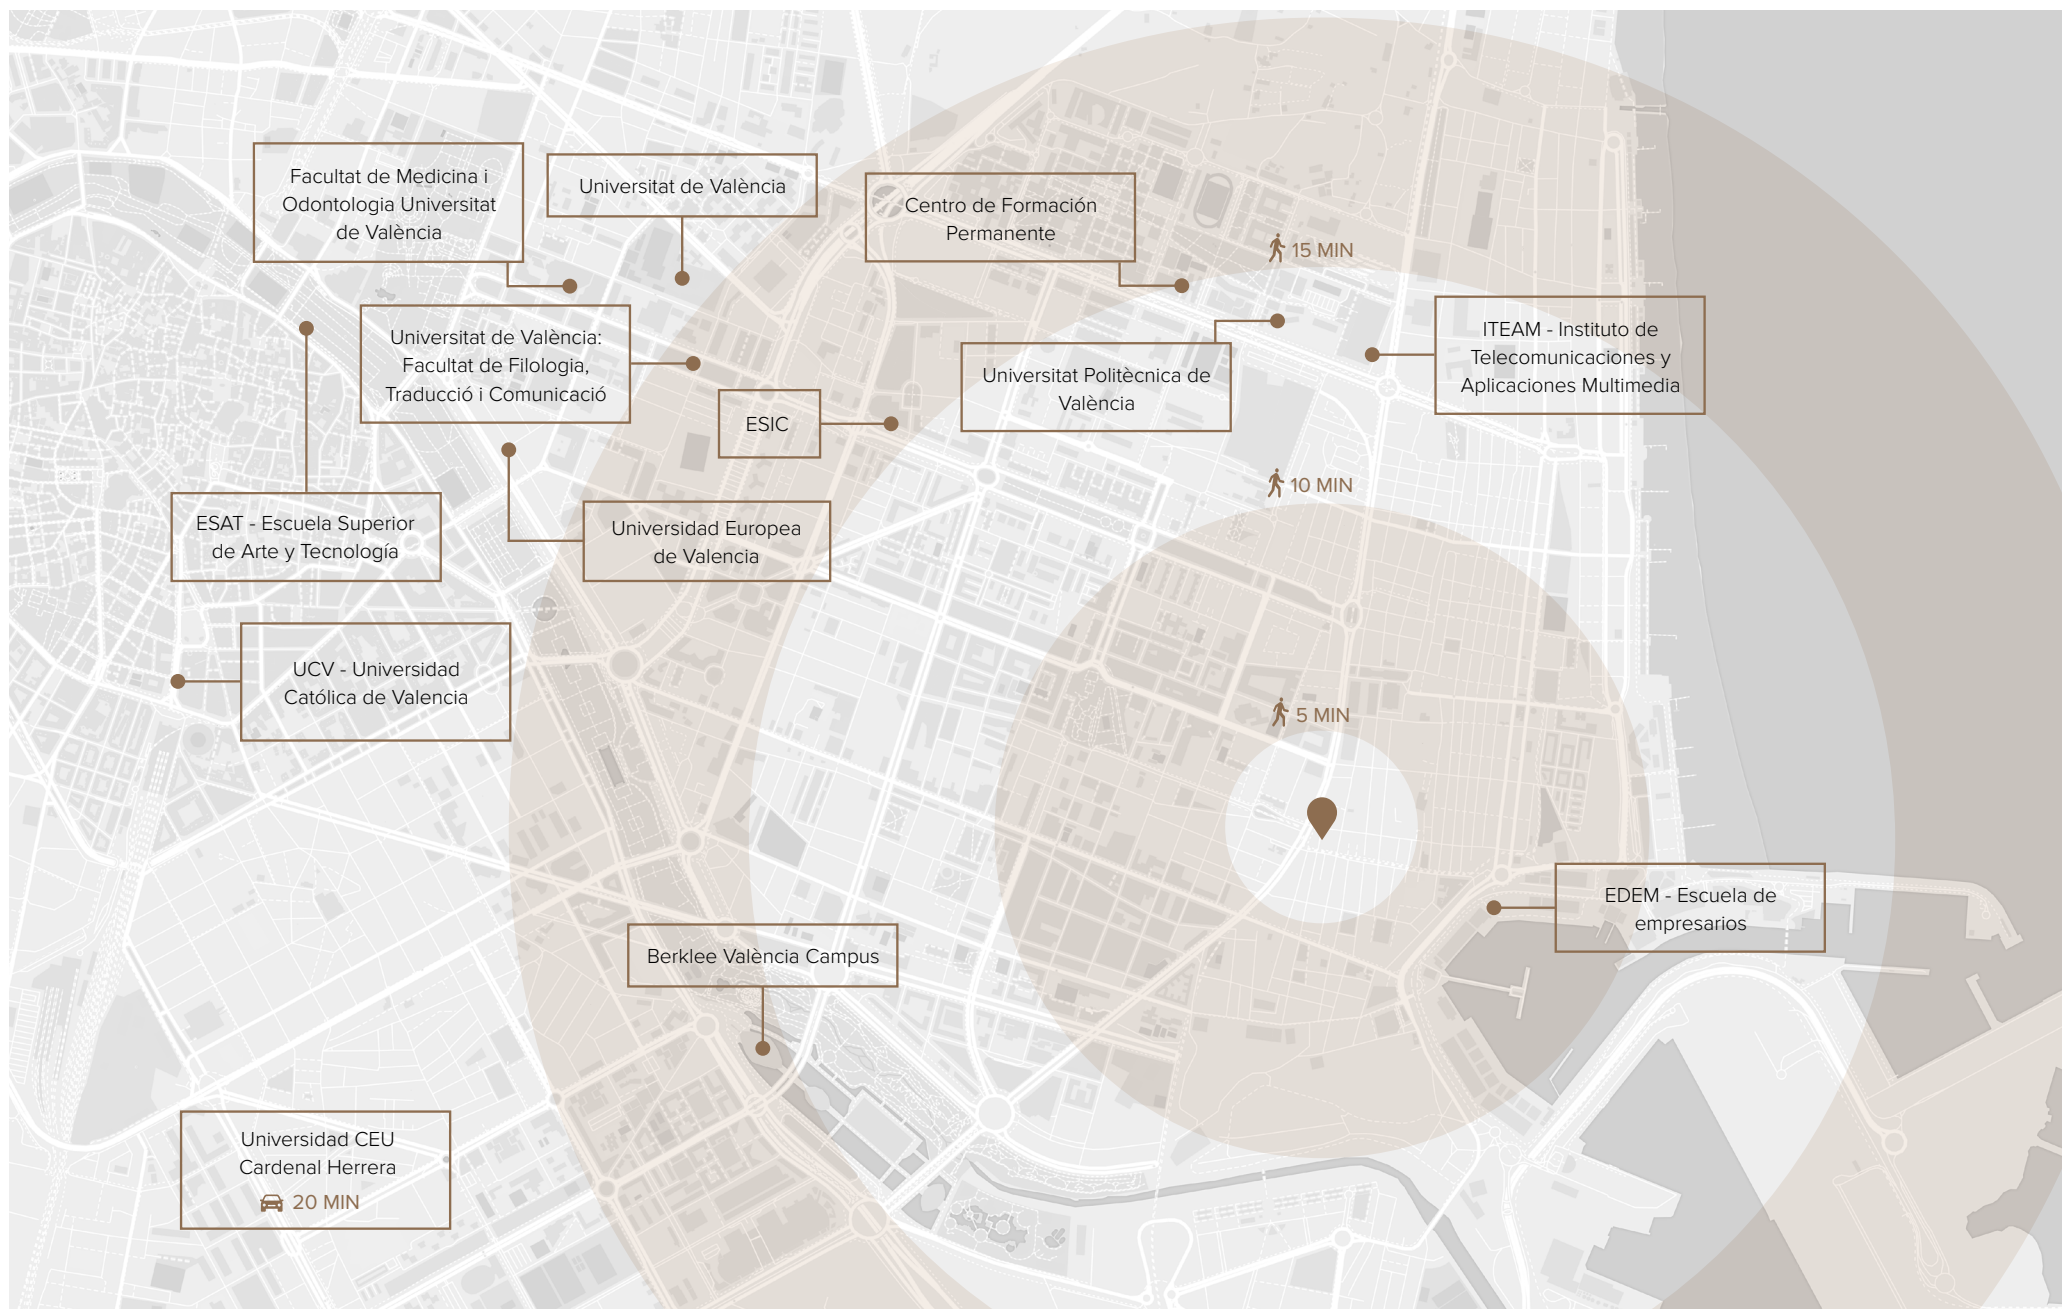 Facultat de Medicina i
Odontologia Universitat
de València
Universitat de València
Centro de Formación
Permanente
15 MIN
Universitat de València:
Facultat de Filologia,
Traducció i Comunicació
ITEAM - Instituto de
Telecomunicaciones y
Aplicaciones Multimedia
Universitat Politècnica de
València
ESIC
10 MIN
ESAT - Escuela Superior
de Arte y Tecnología
Universidad Europea
de Valencia
UCV - Universidad
Católica de Valencia
5 MIN
EDEM - Escuela de
empresarios
Berklee València Campus
Universidad CEU
Cardenal Herrera
20 MIN